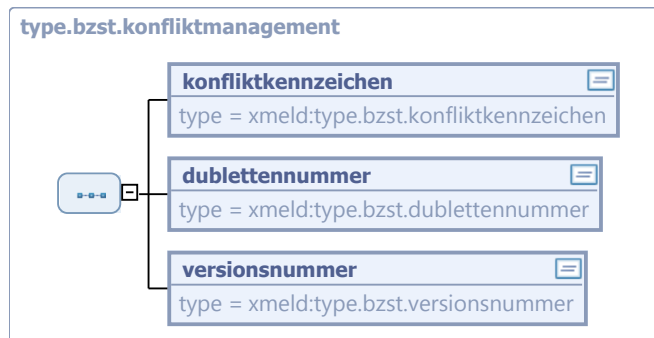 type.bzst.konfliktmanagement
konfliktkennzeichen
type = xmeld:type.bzst.konfliktkennzeichen
dublettennummer
type = xmeld:type.bzst.dublettennummer
versionsnummer
type = xmeld:type.bzst.versionsnummer